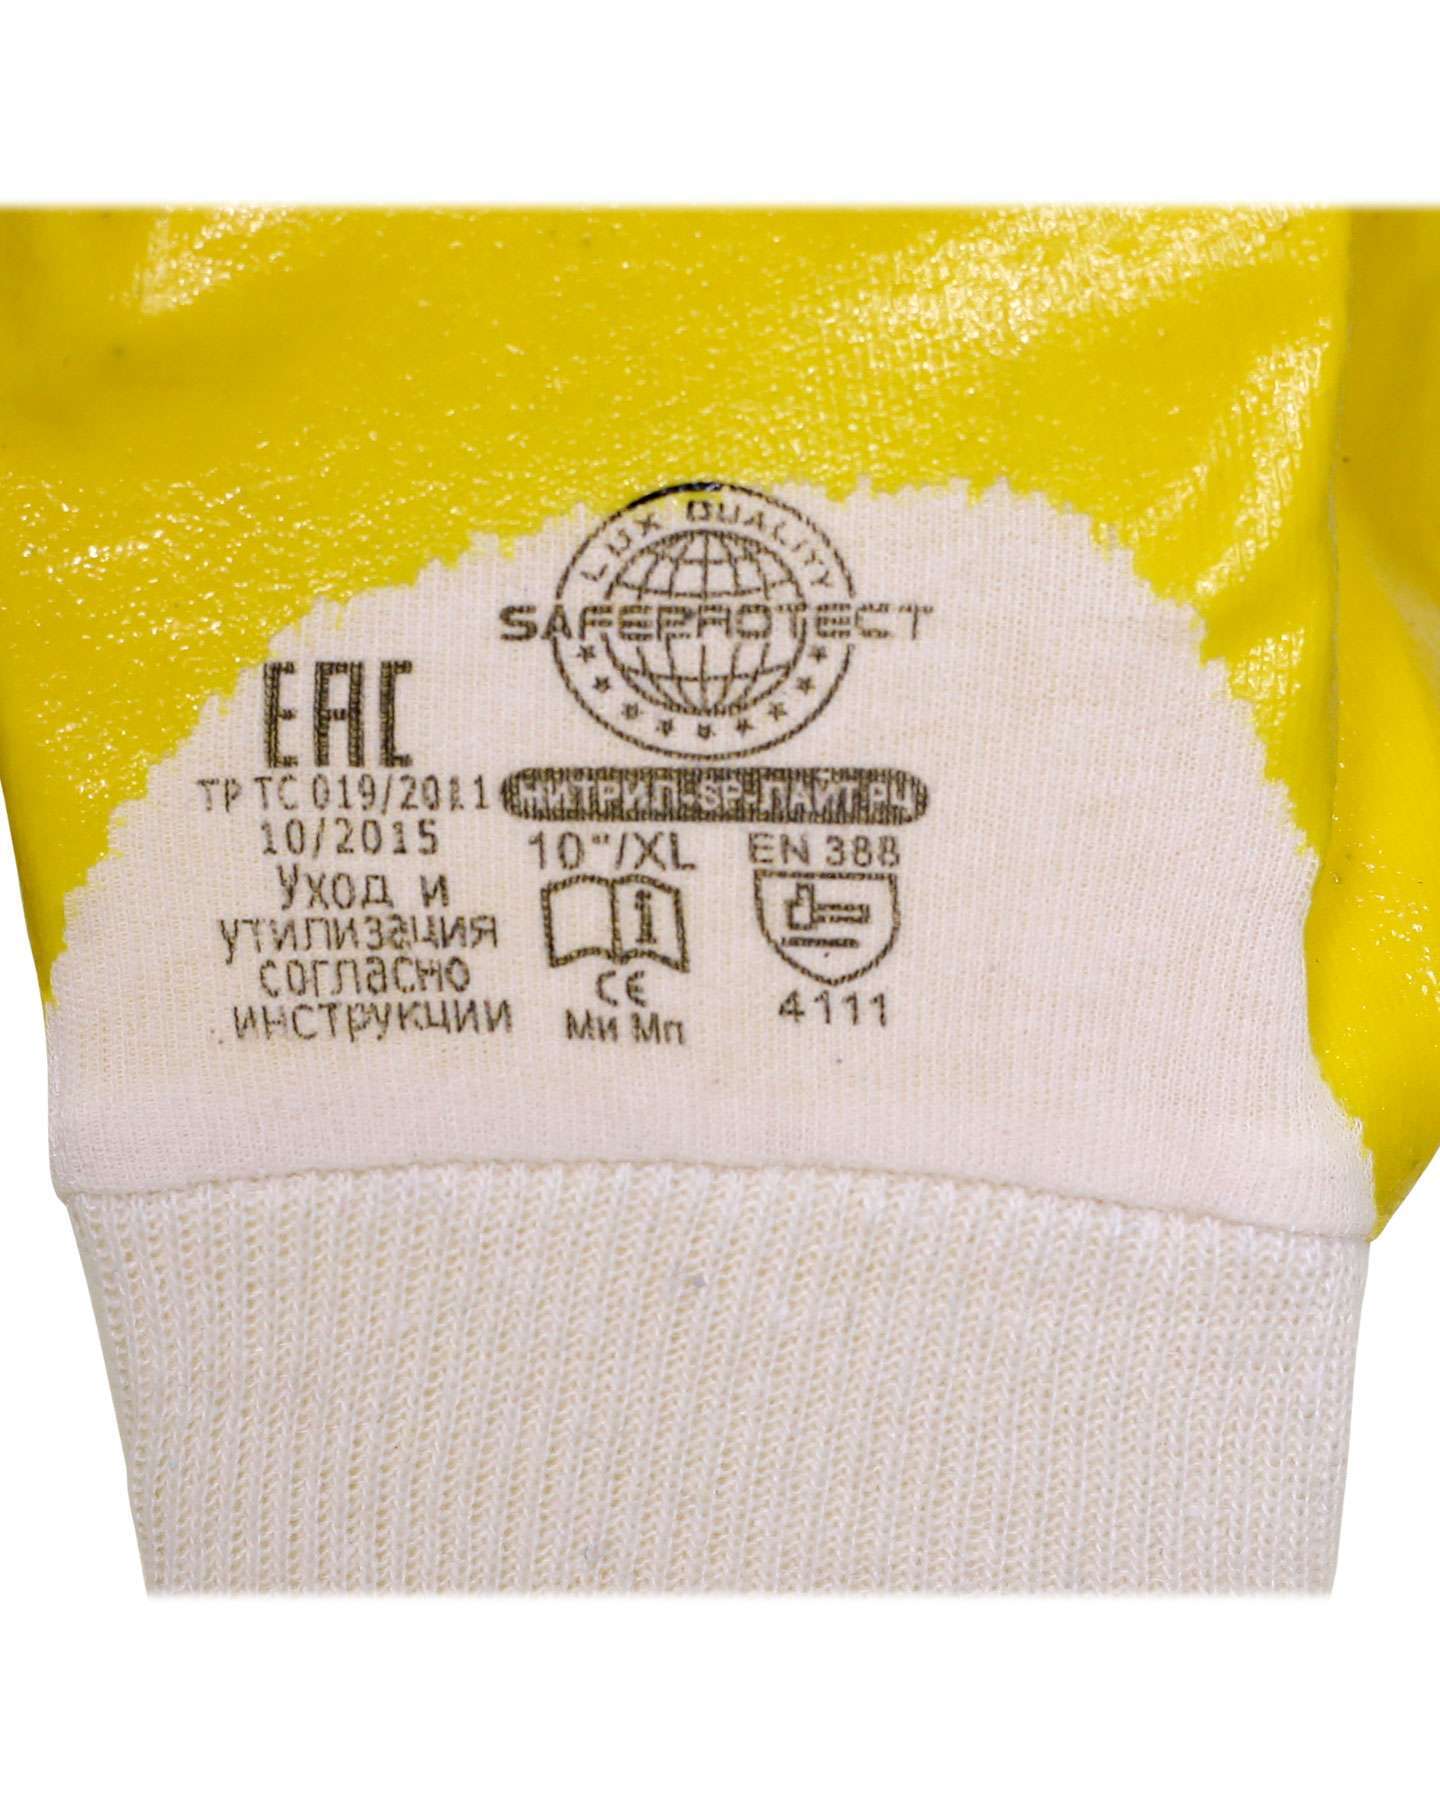 LUX QUALITY
SAFEPROTECT
EAC
ТР ТС 019/2011
10/2015
Уход и
утилизация
согласно
инструкции
НИТРИЛ-SP-ЛАЙТ.РЧ
10"/XL
i
CE
Ми Мп
EN 388
4111